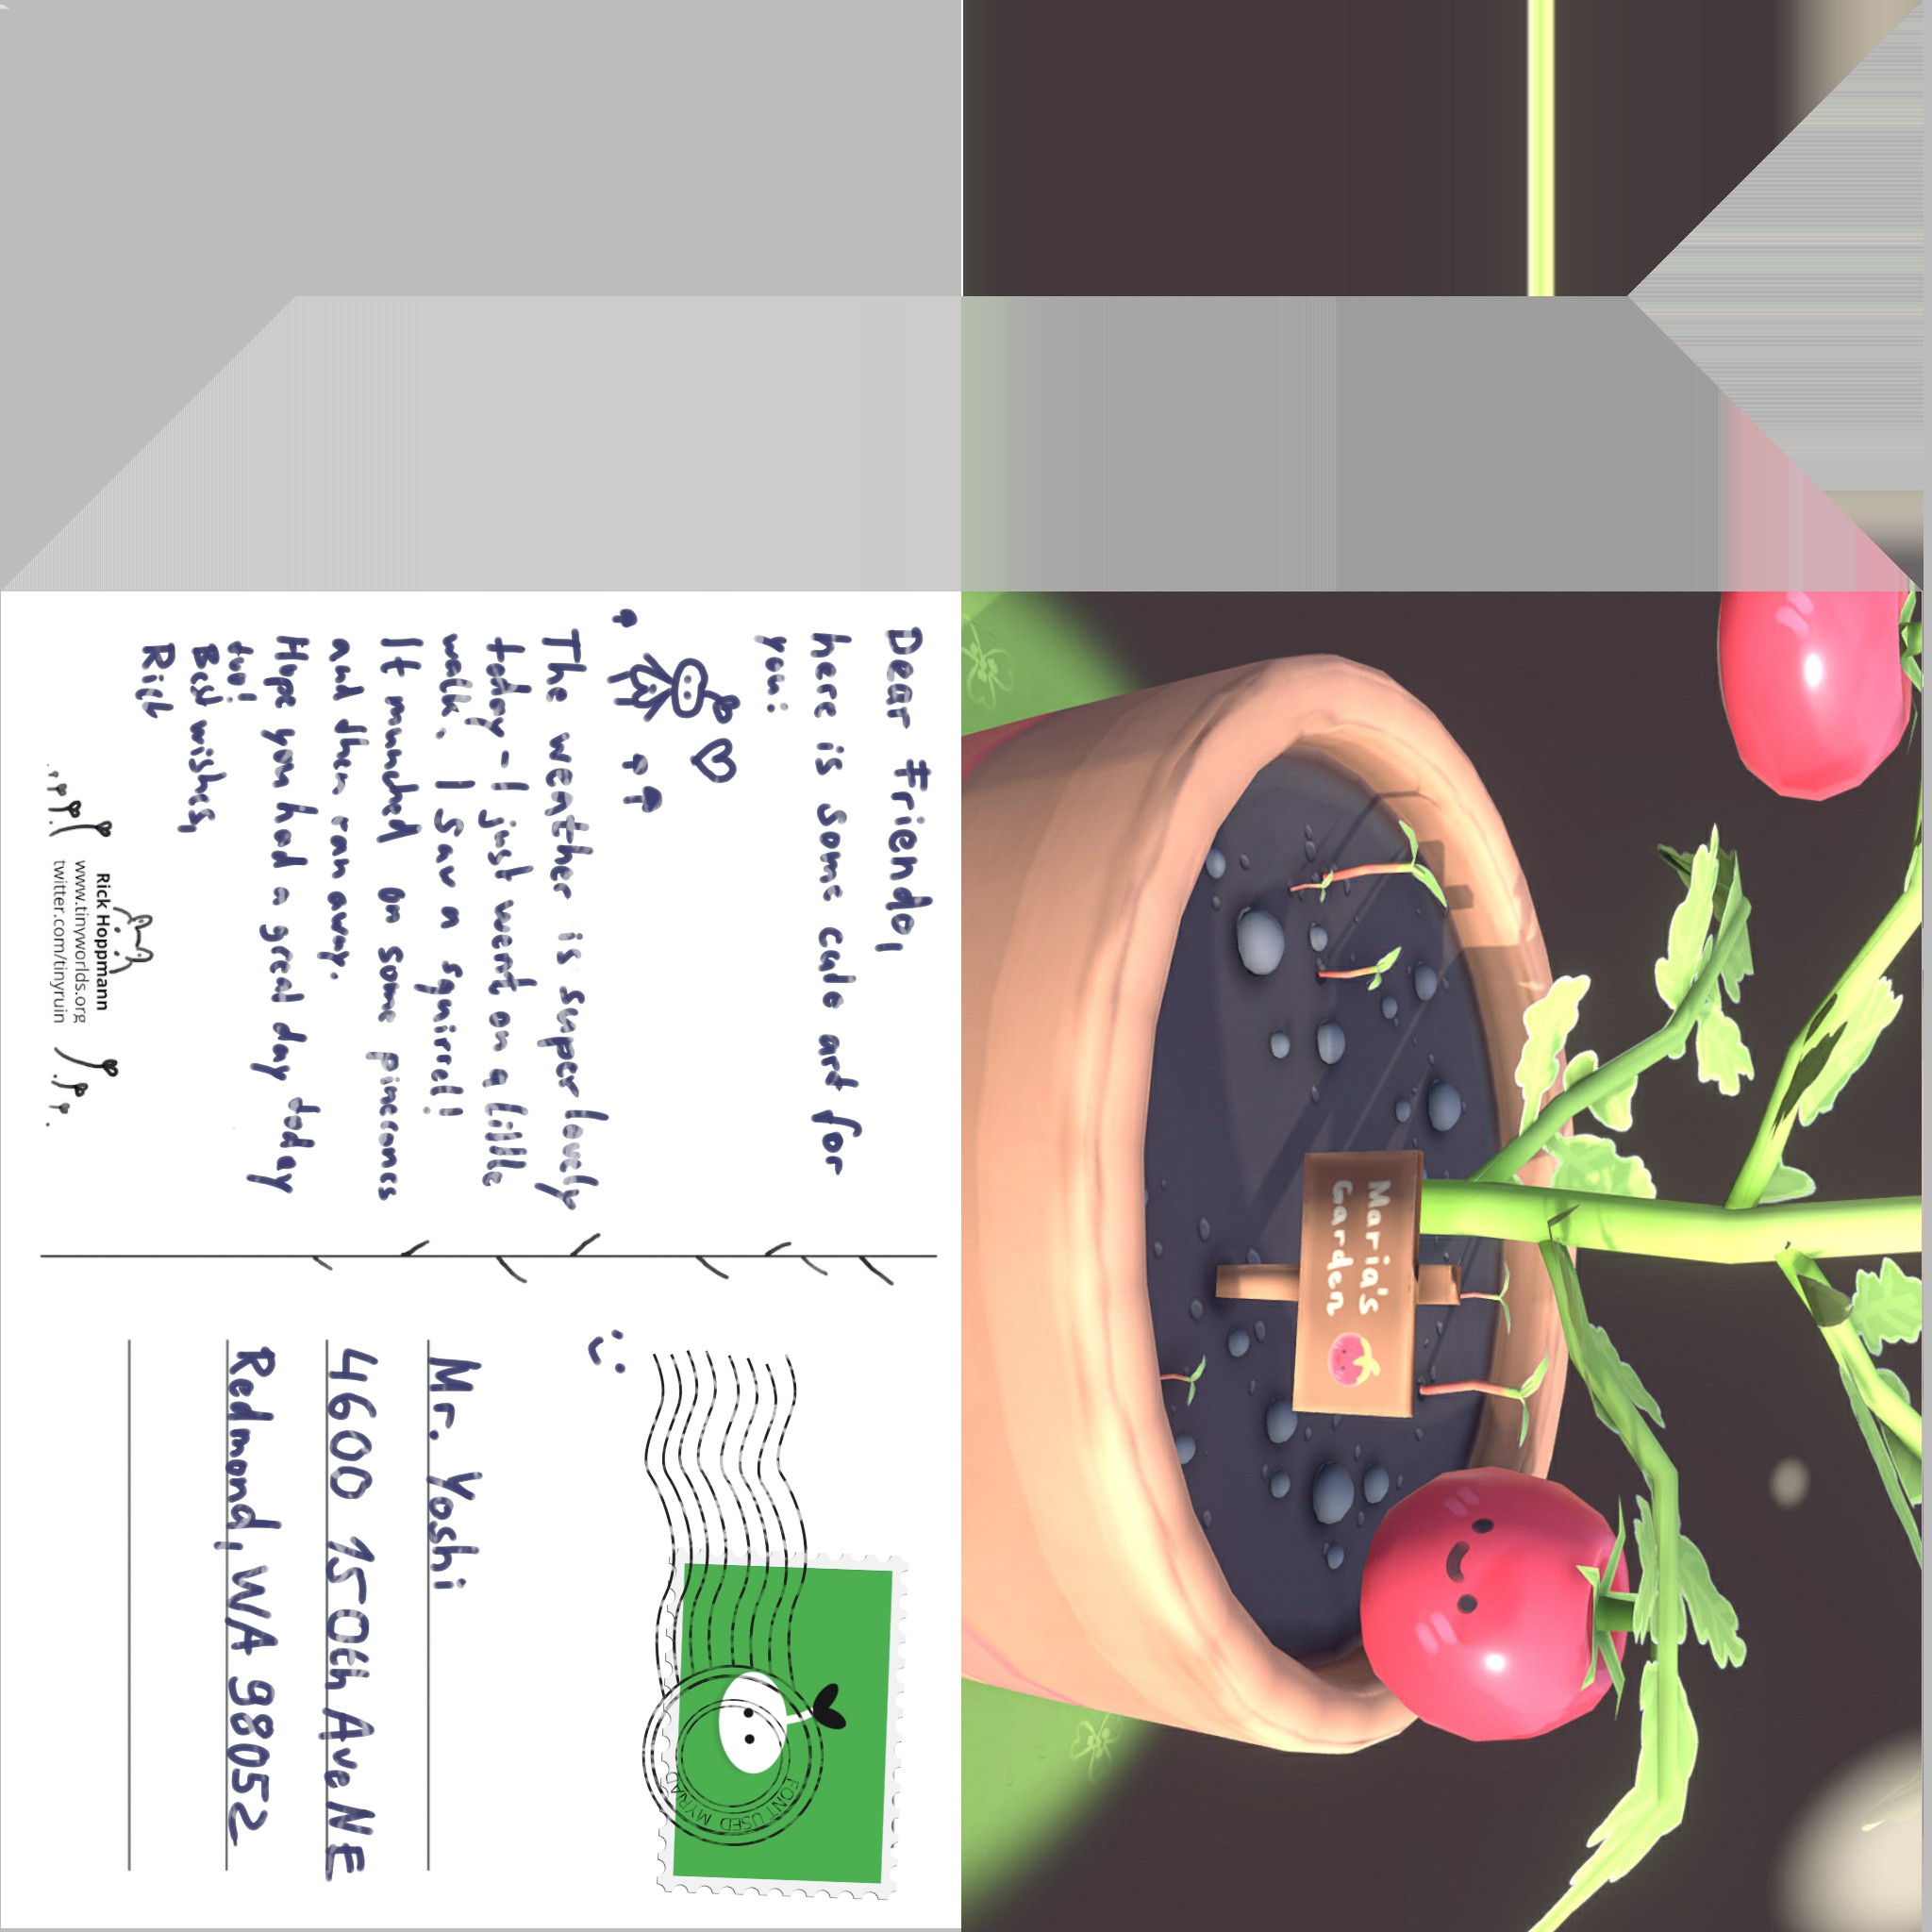 Dear Friendo,
here is some cute art for
you:
The weather is super lovely
today - I just went on a little
walk. I saw a squirrel!
It munched on some pinecones
and then ran away.
Hope you had a great day today
too!
Best wishes,
Rick
Rick Hoppmann
www.tinyworlds.org
twitter.com/tinyruin
Mr. Yoshi
4600 150th Ave NE
Redmond, WA 98052
FONT USED MYRIAD
Maria's
Garden